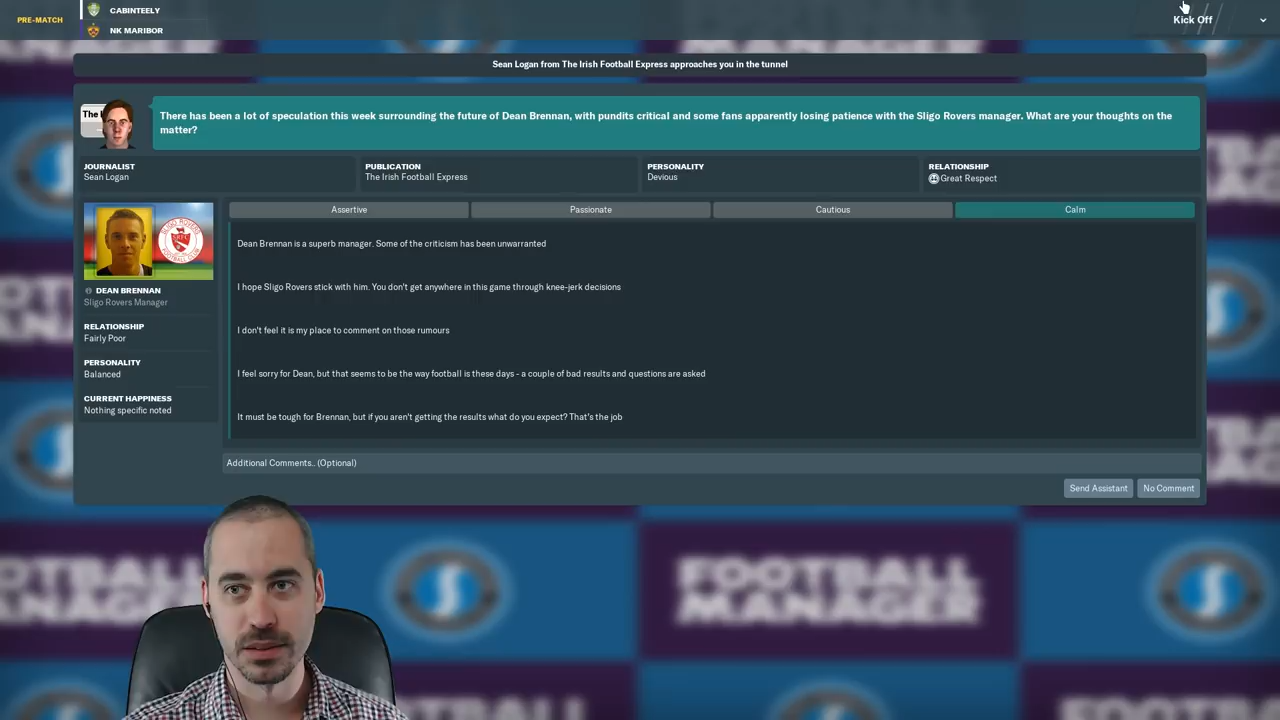 PRE-MATCH
CABINTEELY
NK MARIBOR
Kick Off
Sean Logan from The Irish Football Express approaches you in the tunnel
The
There has been a lot of speculation this week surrounding the future of Dean Brennan, with pundits critical and some fans apparently losing patience with the Sligo Rovers manager. What are your thoughts on the
matter?
JOURNALIST
Sean Logan
PUBLICATION
The Irish Football Express
PERSONALITY
Devious
RELATIONSHIP
Great Respect
Assertive
Passionate
Cautious
Calm
DEAN BRENNAN
Sligo Rovers Manager
RELATIONSHIP
Fairly Poor
PERSONALITY
Balanced
CURRENT HAPPINESS
Nothing specific noted
Dean Brennan is a superb manager. Some of the criticism has been unwarranted
I hope Sligo Rovers stick with him. You don't get anywhere in this game through knee-jerk decisions
I don't feel it is my place to comment on those rumours
I feel sorry for Dean, but that seems to be the way football is these days - a couple of bad results and questions are asked
It must be tough for Brennan, but if you aren't getting the results what do you expect? That's the job
Additional Comments.. (Optional)
Send Assistant
No Comment
FOOTBALL
MANAGER